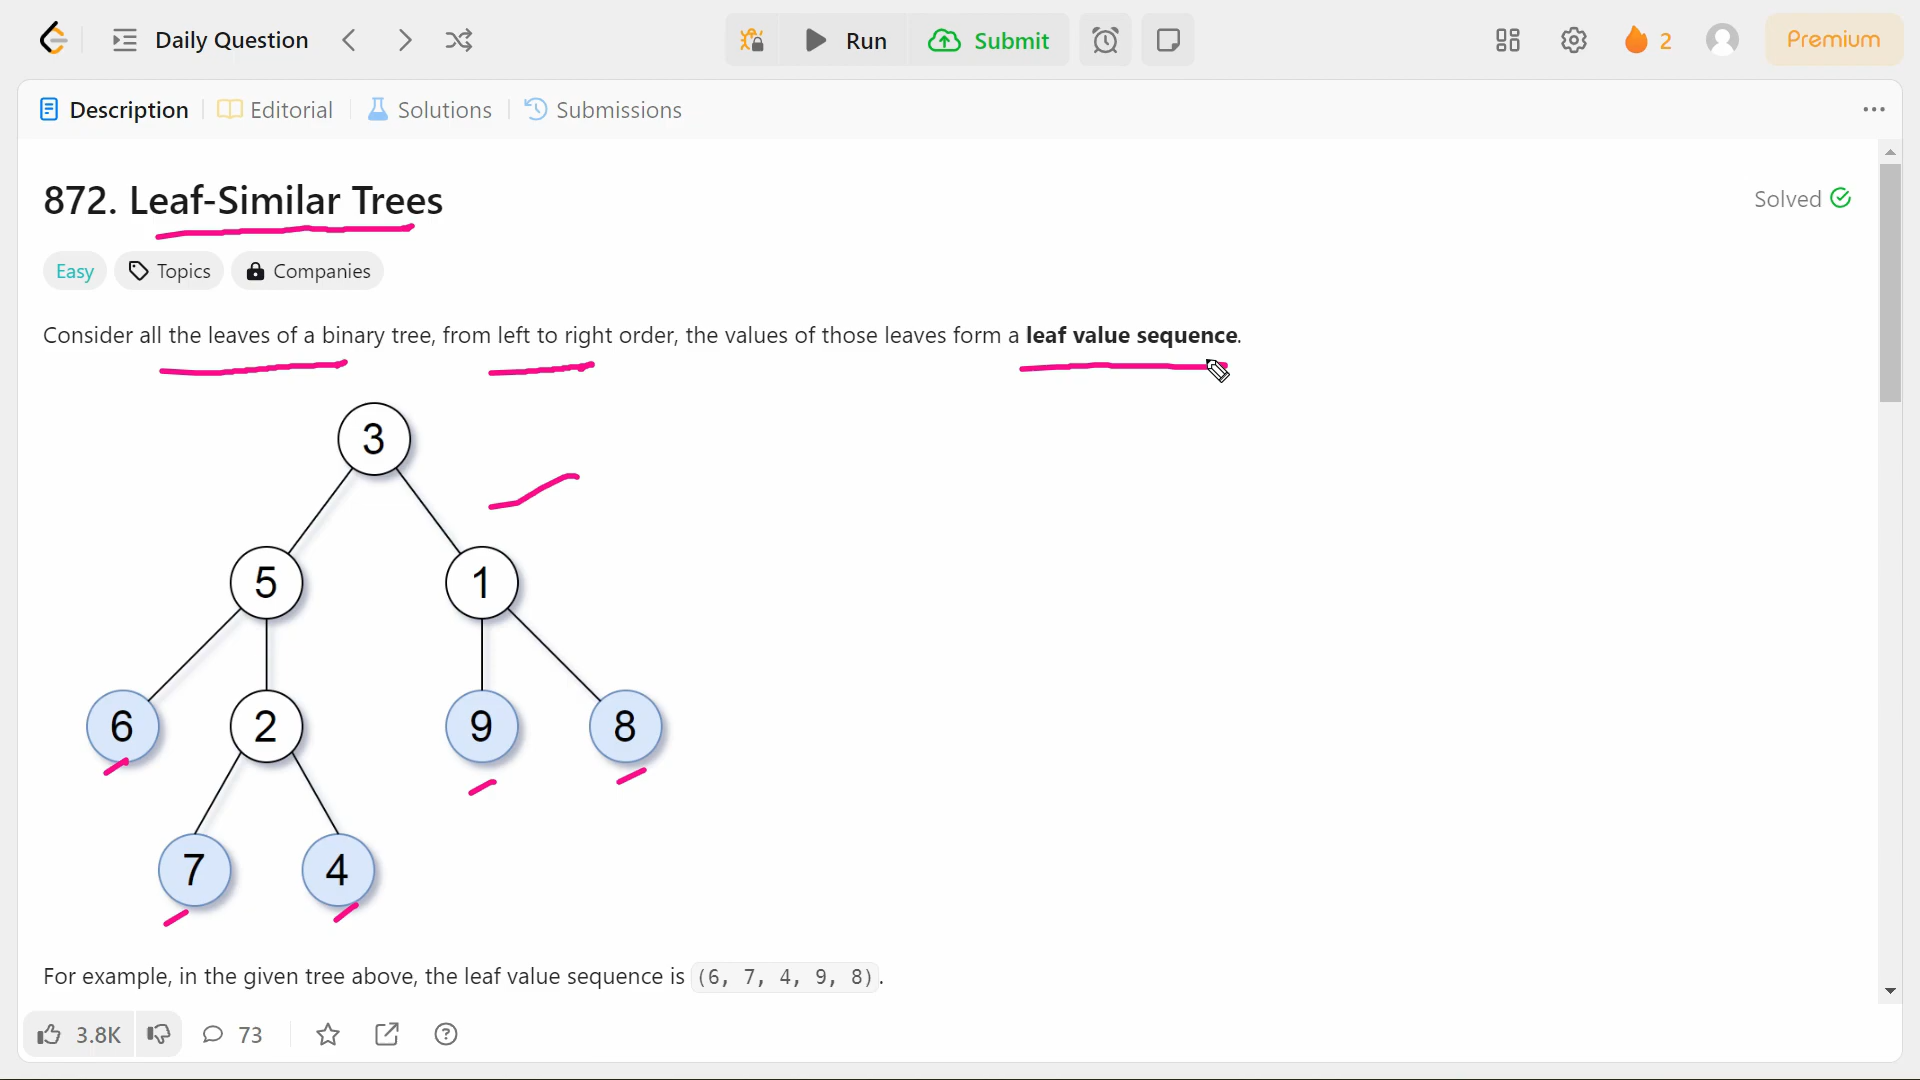 Daily Question Run Submit 2 Premium
Description Editorial Solutions Submissions
872. Leaf-Similar Trees
Solved
Easy Topics Companies
Consider all the leaves of a binary tree, from left to right order, the values of those leaves form a leaf value sequence.
3
5 1
6 2 9 8
7 4
For example, in the given tree above, the leaf value sequence is (6, 7, 4, 9, 8).
3.8K 73